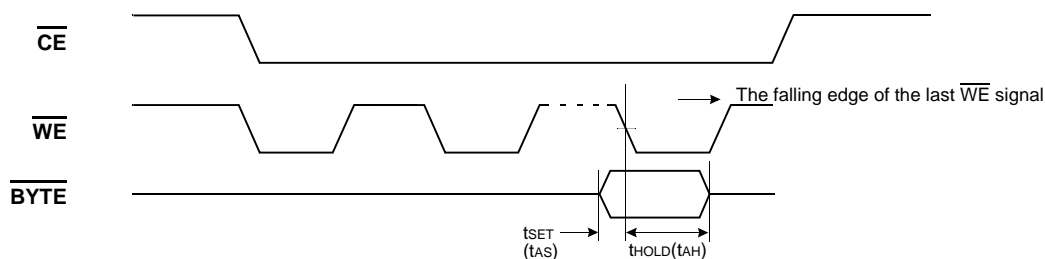 CE
The falling edge of the last WE signal
WE
BYTE
tSET
(tAS)
tHOLD(tAH)